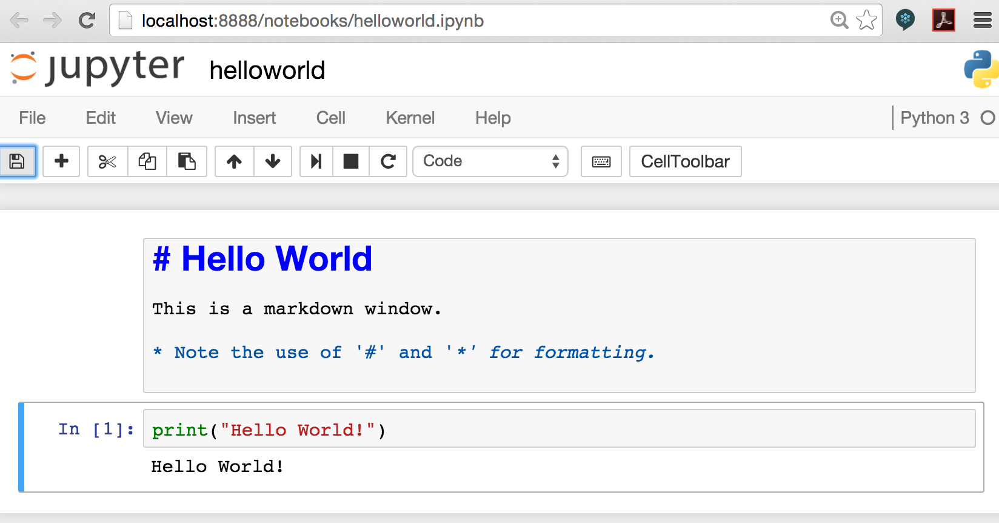 localhost:8888/notebooks/helloworld.ipynb
jupyter helloworld
File Edit View Insert Cell Kernel Help Python 3
Code CellToolbar
# Hello World
This is a markdown window.
* Note the use of '#' and '*' for formatting.
In [1]: print("Hello World!")
Hello World!